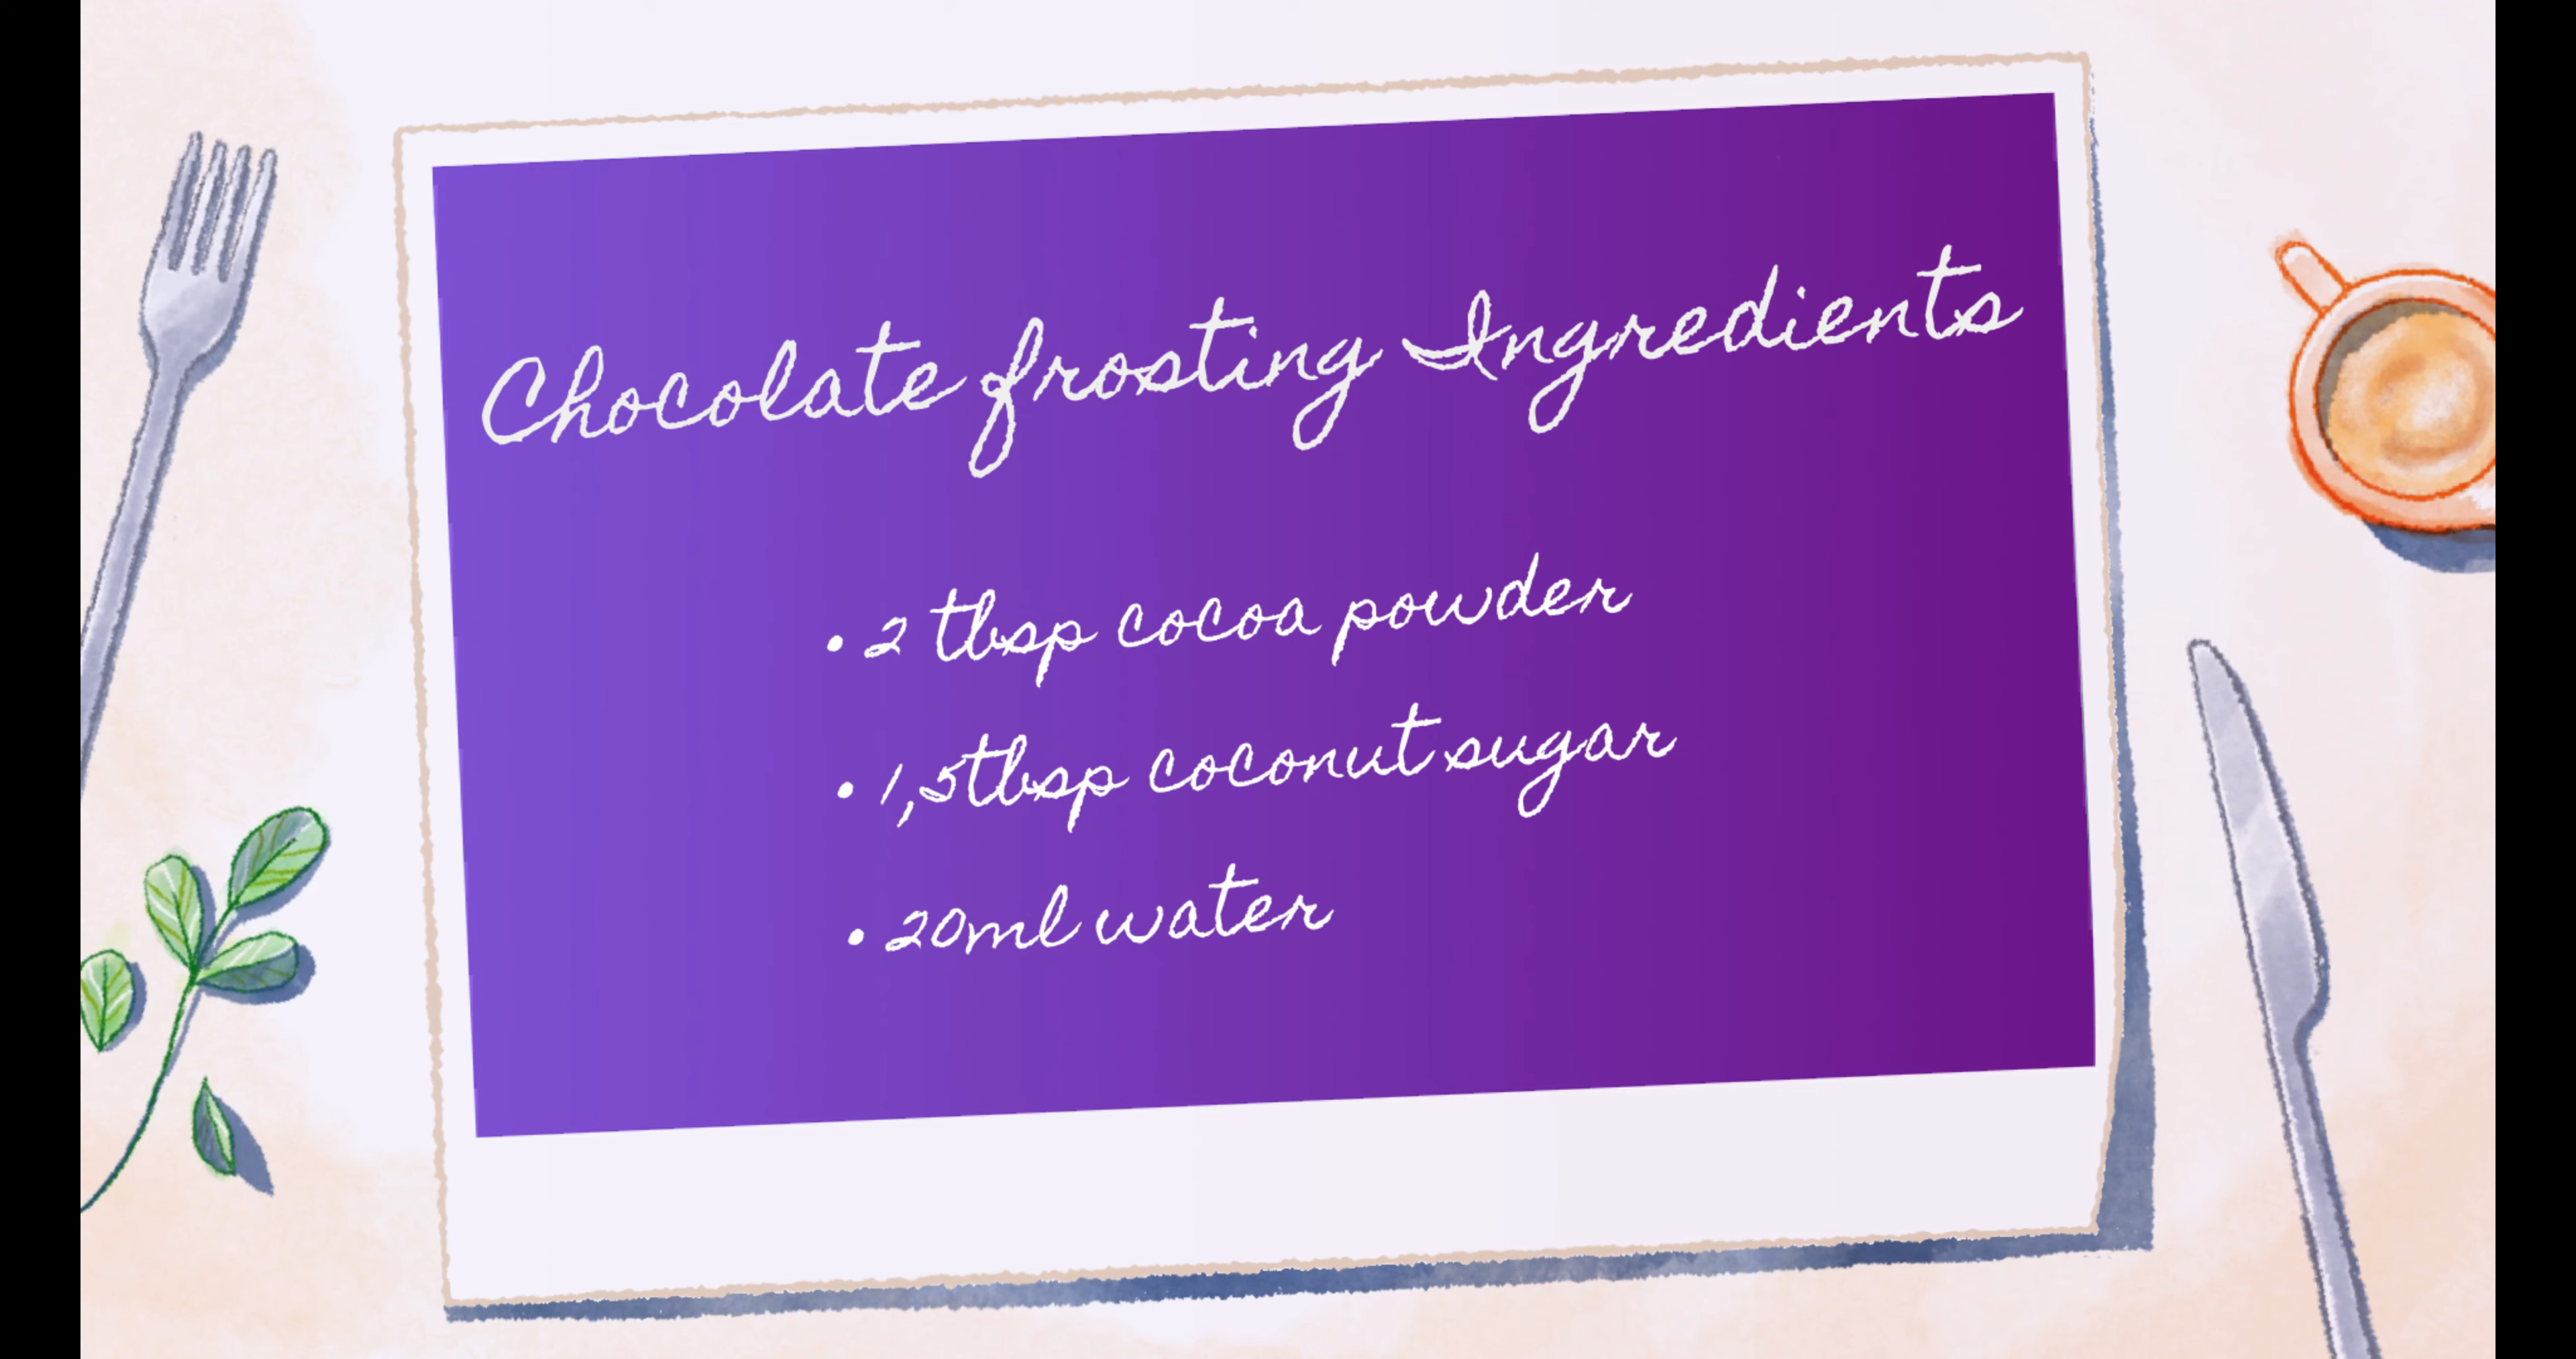 Chocolate frosting Ingredients
• 2 tbsp cocoa powder
• 1,5tbsp coconut sugar
• 20ml water